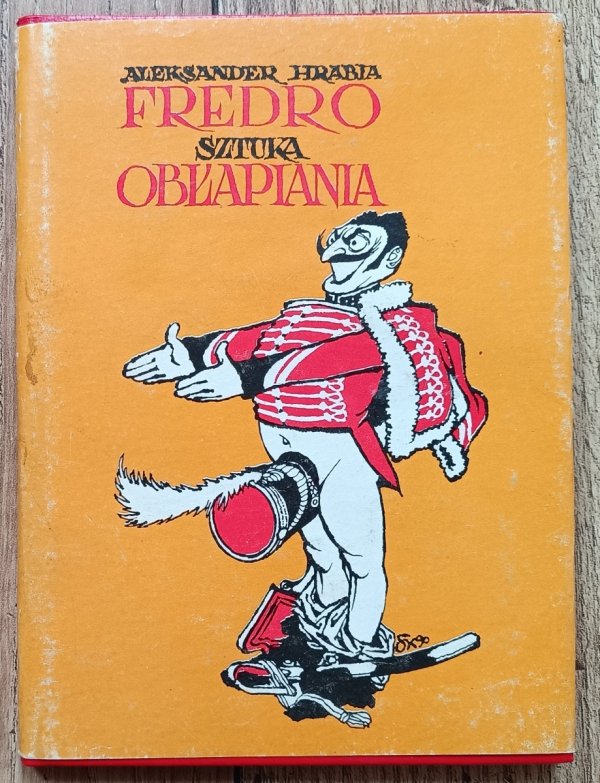 ALEKSANDER HRABIA
FREDRO
SZTUKA
OBŁAPIANIA